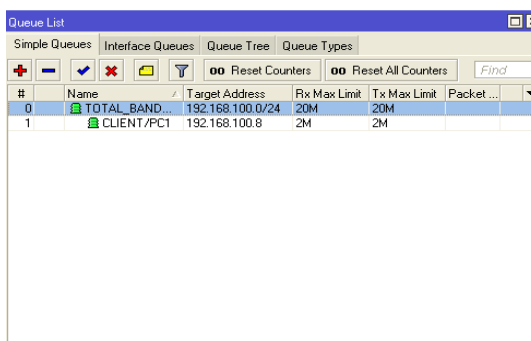 Queue List
Simple Queues Interface Queues Queue Tree Queue Types
00 Reset Counters 00 Reset All Counters Find
# Name Target Address Rx Max Limit Tx Max Limit Packet ...
0 TOTAL_BAND... 192.168.100.0/24 20M 20M
1 CLIENT/PC1 192.168.100.8 2M 2M